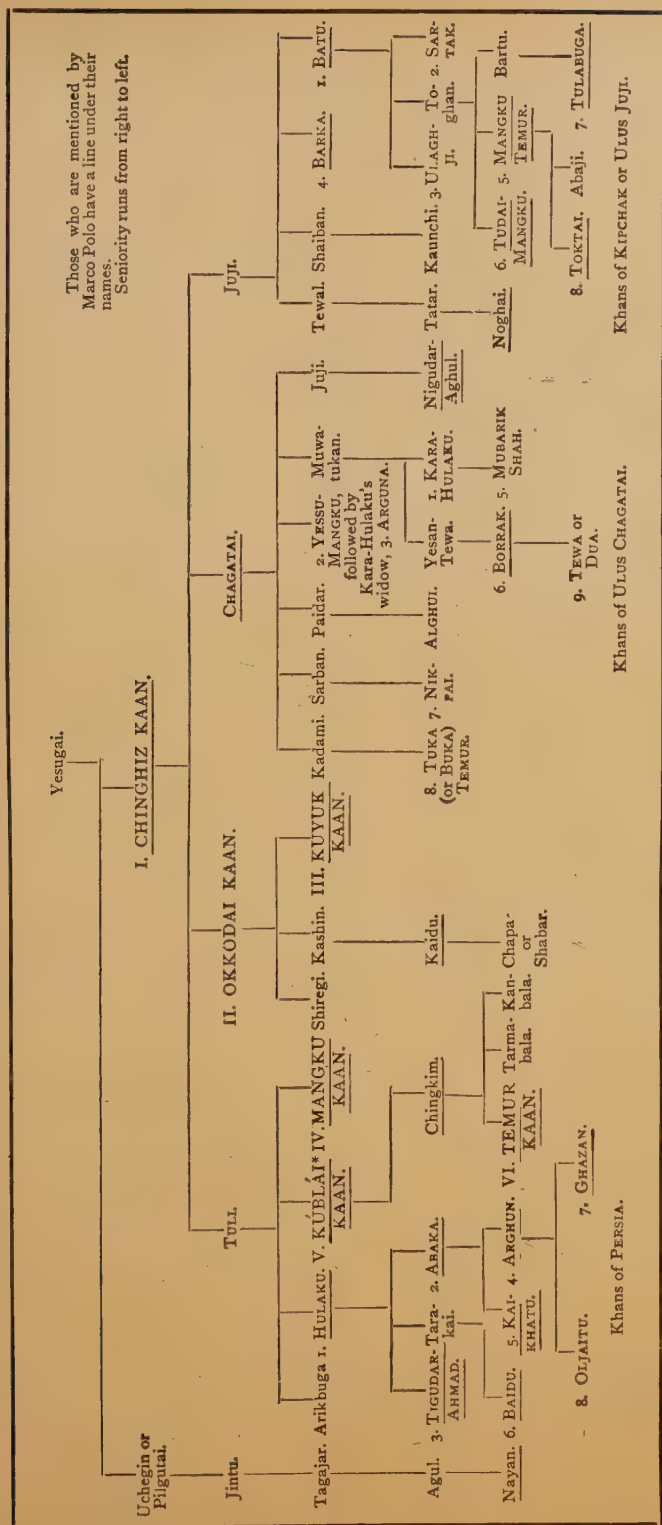 Those who are mentioned by
Marco Polo have a line under their
names.
Seniority runs from right to left.
Yesugai.
Uchegin or
Pilgutai.
I. CHINGHIZ KAAN.
Jintu.
TULI.
II. OKKODAI KAAN.
CHAGATAI.
JUJI.
Tagajar.
Arikbuga
1. HULAKU.
V. KÚBLÁI*
KAAN.
IV. MANGKU
KAAN.
Shiregi.
Kashin.
III. KUYUK
KAAN.
Kadami.
Sarban.
Paidar.
2. YESSU-
MANGKU,
followed by
Kara-Hulaku's
widow, 3. ARGUNA.
Muwa-
tukan.
Juji.
Tewal.
Shaiban.
4. BARKA.
1. BATU.
Agul.
3. TIGUDAR-
AHMAD.
Tara-
kai.
2. ABAKA.
Chingkim.
Kaidu.
8. TUKA
(or BUKA)
TEMUR.
7. NIK-
PAI.
ALGHUI.
Yesan-
Tewa.
1. KARA-
HULAKU.
Nigudar-
Aghul.
Tatar.
Kaunchi.
3. ULAGH-
JI.
To-
ghan.
2. SAR-
TAK.
Nayan.
6. BAIDU.
5. KAI-
KHATU.
4. ARGHUN.
VI. TEMUR
KAAN.
Tarma-
bala.
Kan-
bala.
Chapa-
or
Shabar.
6. BORRAK.
5. MUBARIK
SHAH.
Noghai.
6. TUDAI-
MANGKU.
5. MANGKU
TEMUR.
Bartu.
8. OLJAITU.
7. GHAZAN.
9. TEWA or
DUA.
8. TOKTAI.
Abaji.
7. TULABUGA.
Khans of PERSIA.
Khans of ULUS CHAGATAI.
Khans of KIPCHAK or ULUS JUJI.